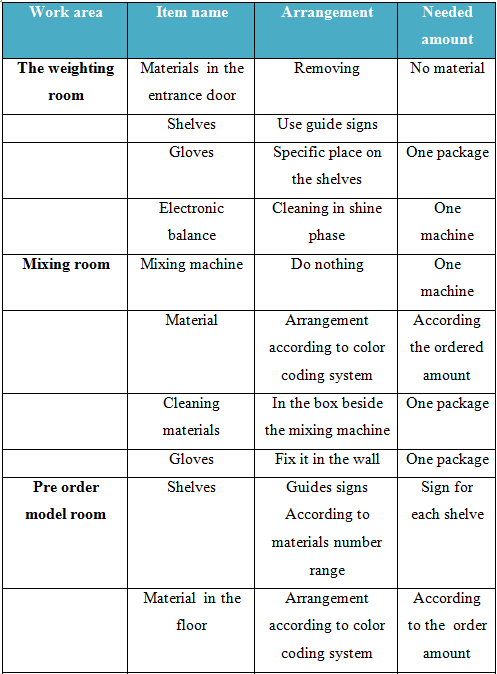 Work area Item name Arrangement Needed
amount
The weighting Materials in the Removing No material
room entrance door
Shelves Use guide signs
Gloves Specific place on One package
the shelves
Electronic Cleaning in shine One
balance phase machine
Mixing room Mixing machine Do nothing One
machine
Material Arrangement According
according to color the ordered
coding system amount
Cleaning In the box beside One package
materials the mixing machine
Gloves Fix it in the wall One package
Pre order Shelves Guides signs Sign for
model room According to each shelve
materials number
range
Material in the Arrangement According
floor according to color to the order
coding system amount